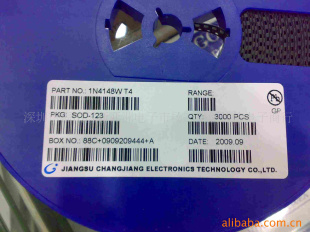 PART NO.: 1N4148W T4 RANGE:
PKG: SOD-123 QTY: 3000 PCS
BOX NO.: 88C+0909209444+A DATE: 2009.09
GP
JIANGSU CHANGJIANG ELECTRONICS TECHNOLOGY CO.,LTD.
alibaba.com.cn